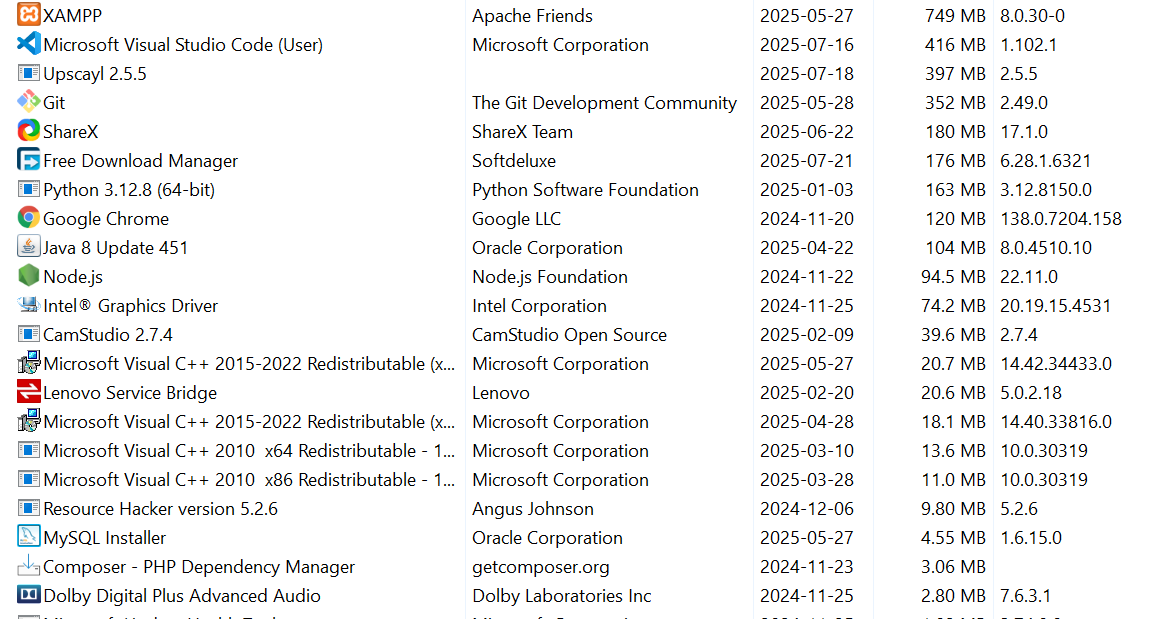 XAMPP Apache Friends 2025-05-27 749 MB 8.0.30-0
Microsoft Visual Studio Code (User) Microsoft Corporation 2025-07-16 416 MB 1.102.1
Upscayl 2.5.5 2025-07-18 397 MB 2.5.5
Git The Git Development Community 2025-05-28 352 MB 2.49.0
ShareX ShareX Team 2025-06-22 180 MB 17.1.0
Free Download Manager Softdeluxe 2025-07-21 176 MB 6.28.1.6321
Python 3.12.8 (64-bit) Python Software Foundation 2025-01-03 163 MB 3.12.8150.0
Google Chrome Google LLC 2024-11-20 120 MB 138.0.7204.158
Java 8 Update 451 Oracle Corporation 2025-04-22 104 MB 8.0.4510.10
Node.js Node.js Foundation 2024-11-22 94.5 MB 22.11.0
Intel® Graphics Driver Intel Corporation 2024-11-25 74.2 MB 20.19.15.4531
CamStudio 2.7.4 CamStudio Open Source 2025-02-09 39.6 MB 2.7.4
Microsoft Visual C++ 2015-2022 Redistributable (x... Microsoft Corporation 2025-05-27 20.7 MB 14.42.34433.0
Lenovo Service Bridge Lenovo 2025-02-20 20.6 MB 5.0.2.18
Microsoft Visual C++ 2015-2022 Redistributable (x... Microsoft Corporation 2025-04-28 18.1 MB 14.40.33816.0
Microsoft Visual C++ 2010  x64 Redistributable - 1... Microsoft Corporation 2025-03-10 13.6 MB 10.0.30319
Microsoft Visual C++ 2010  x86 Redistributable - 1... Microsoft Corporation 2025-03-28 11.0 MB 10.0.30319
Resource Hacker version 5.2.6 Angus Johnson 2024-12-06 9.80 MB 5.2.6
MySQL Installer Oracle Corporation 2025-05-27 4.55 MB 1.6.15.0
Composer - PHP Dependency Manager getcomposer.org 2024-11-23 3.06 MB
Dolby Digital Plus Advanced Audio Dolby Laboratories Inc 2024-11-25 2.80 MB 7.6.3.1